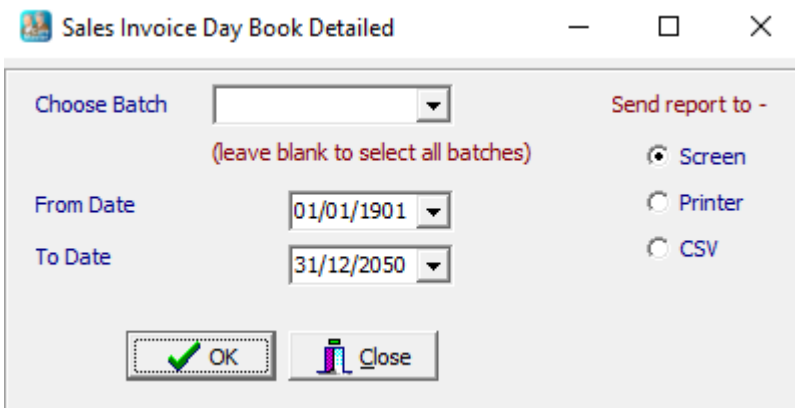 Sales Invoice Day Book Detailed
Choose Batch
Send report to -
(leave blank to select all batches)
Screen
From Date
01/01/1901
Printer
To Date
31/12/2050
CSV
OK
Close